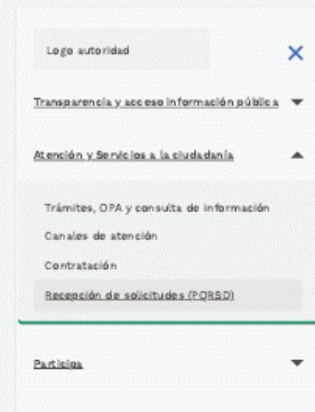 Logo autoridad
Transparencia y acceso información pública
Atención y Servicios a la ciudadanía
Trámites, OPA y consulta de información
Canales de atención
Contratación
Recepción de solicitudes (PQRSD)
Participa